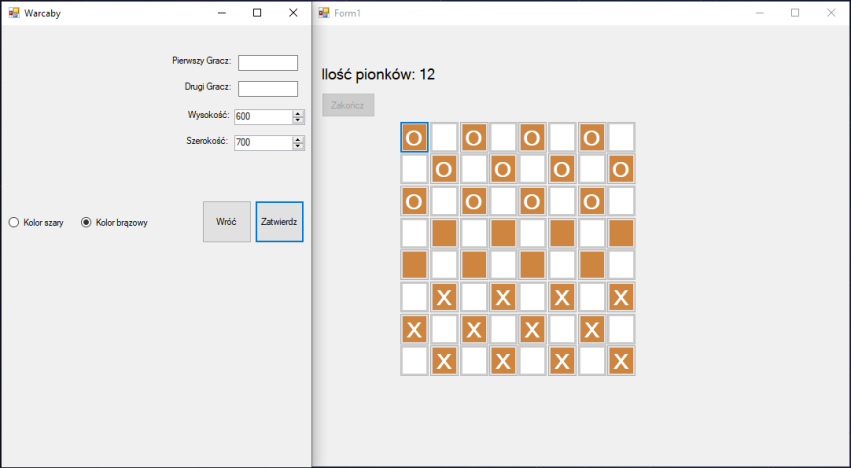 Warcaby
Pierwszy Gracz:
Drugi Gracz:
Wysokość: 600
Szerokość: 700
Kolor szary
Kolor brązowy
Wróć
Zatwierdz
Form1
Ilość pionków: 12
Zakończ
O O O O
O O O O
O O O O
X X X X
X X X X
X X X X